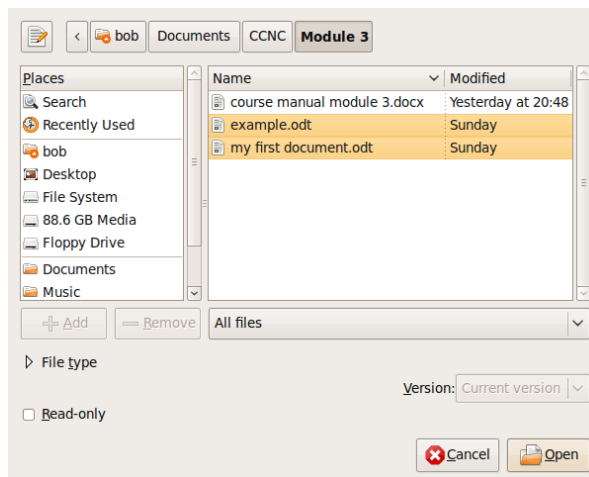 bob Documents CCNC Module 3
Places
Search
Recently Used
bob
Desktop
File System
88.6 GB Media
Floppy Drive
Documents
Music
Name Modified
course manual module 3.docx Yesterday at 20:48
example.odt Sunday
my first document.odt Sunday
Add Remove All files
File type
Version: Current version
Read-only
Cancel Open